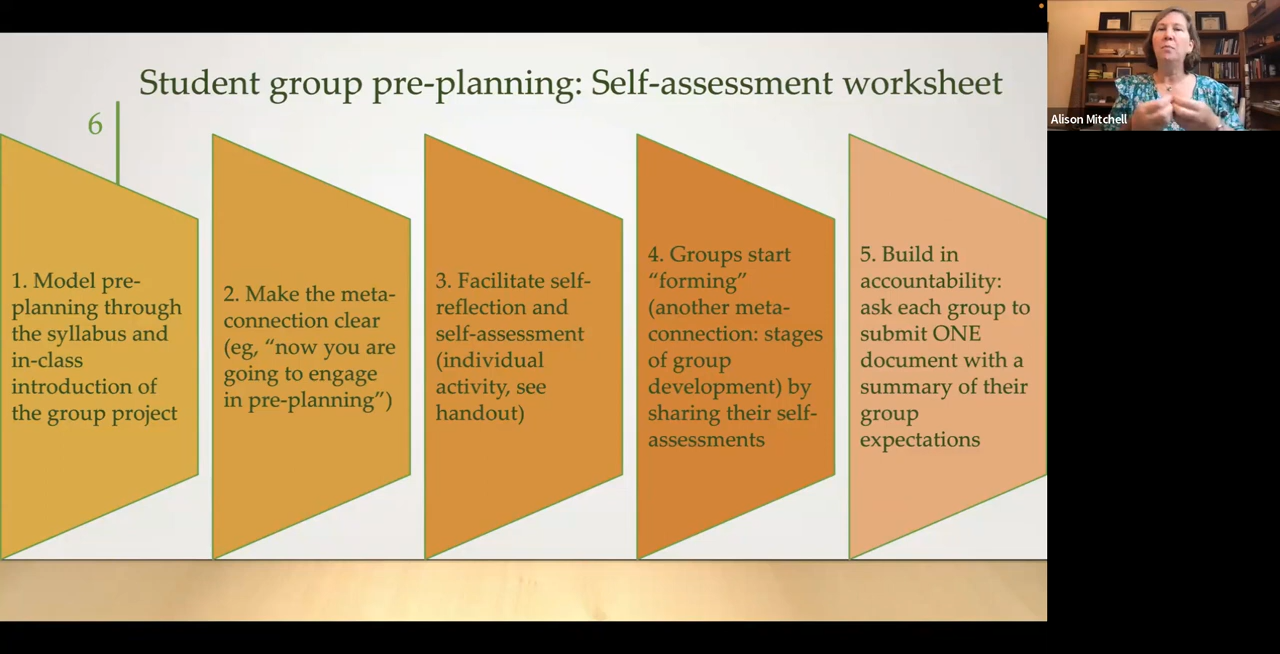 Student group pre-planning: Self-assessment worksheet
6
1. Model pre-
planning through
the syllabus and
in-class
introduction of
the group project
2. Make the meta-
connection clear
(eg, “now you are
going to engage
in pre-planning”)
3. Facilitate self-
reflection and
self-assessment
(individual
activity, see
handout)
4. Groups start
“forming”
(another meta-
connection: stages
of group
development) by
sharing their self-
assessments
5. Build in
accountability:
ask each group to
submit ONE
document with a
summary of their
group
expectations
Alison Mitchell